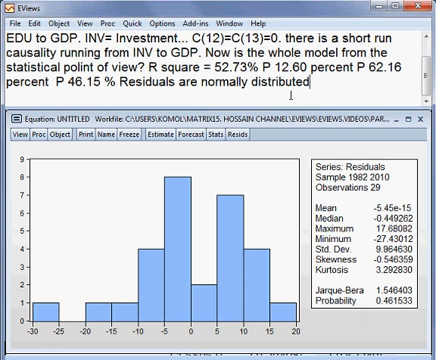 EViews
File Edit Object View Proc Quick Options Window Help
EDU to GDP. INV= Investment... C(12)=C(13)=0. there is a short run
causality running from INV to GDP. Now is the whole model from the
statistical polint of view? R square = 52.73% P 12.60 percent P 62.16
percent P 46.15 % Residuals are normally distributed
Equation: UNTITLED Workfile: C:\USERS\KOMOL\MATRIX15. HOSSAIN CHANNEL\EVIEWS\EVIEWS.VIDEOS\PAR...
View Proc Object Print Name Freeze Estimate Forecast Stats Resids
9
8
7
6
5
4
3
2
1
0
-30 -25 -20 -15 -10 -5 0 5 10 15 20
Series: Residuals
Sample 1982 2010
Observations 29
Mean -5.45e-15
Median -0.449262
Maximum 17.68082
Minimum -27.43012
Std. Dev. 9.964630
Skewness -0.546359
Kurtosis 3.292830
Jarque-Bera 1.546403
Probability 0.461533